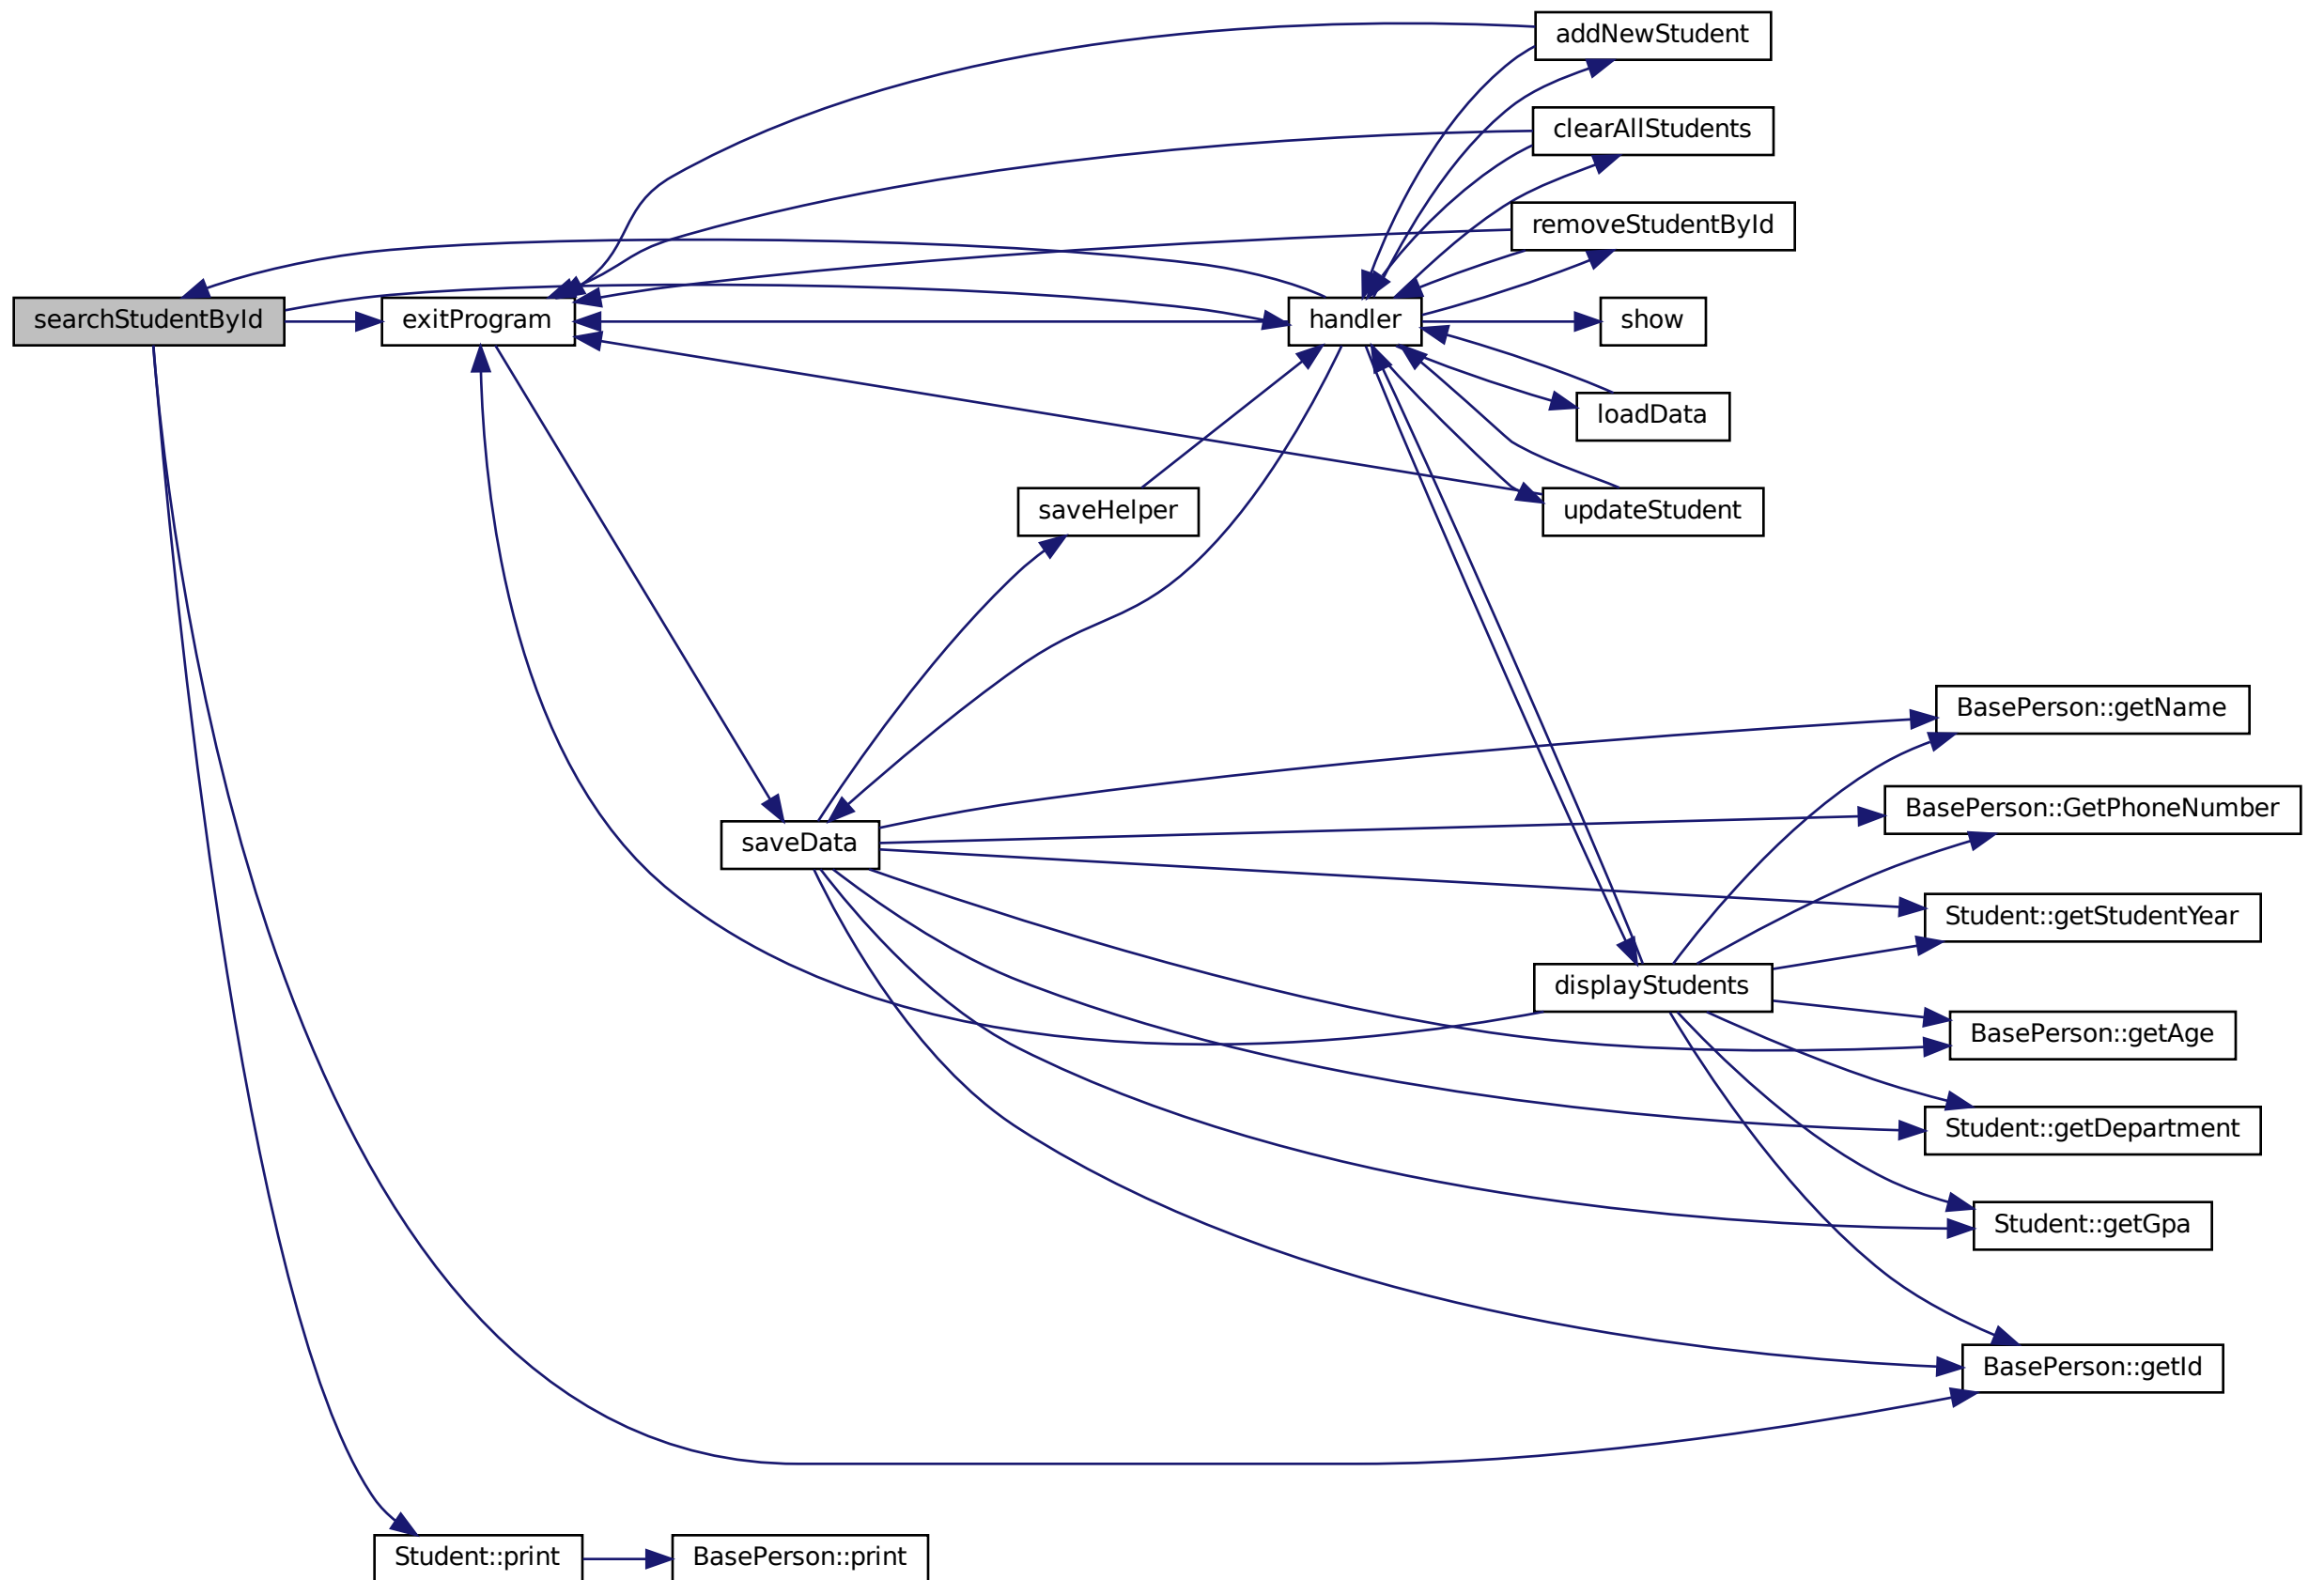 addNewStudent
clearAllStudents
removeStudentById
searchStudentById
exitProgram
handler
show
loadData
saveHelper
updateStudent
BasePerson::getName
BasePerson::GetPhoneNumber
saveData
Student::getStudentYear
displayStudents
BasePerson::getAge
Student::getDepartment
Student::getGpa
BasePerson::getId
Student::print
BasePerson::print